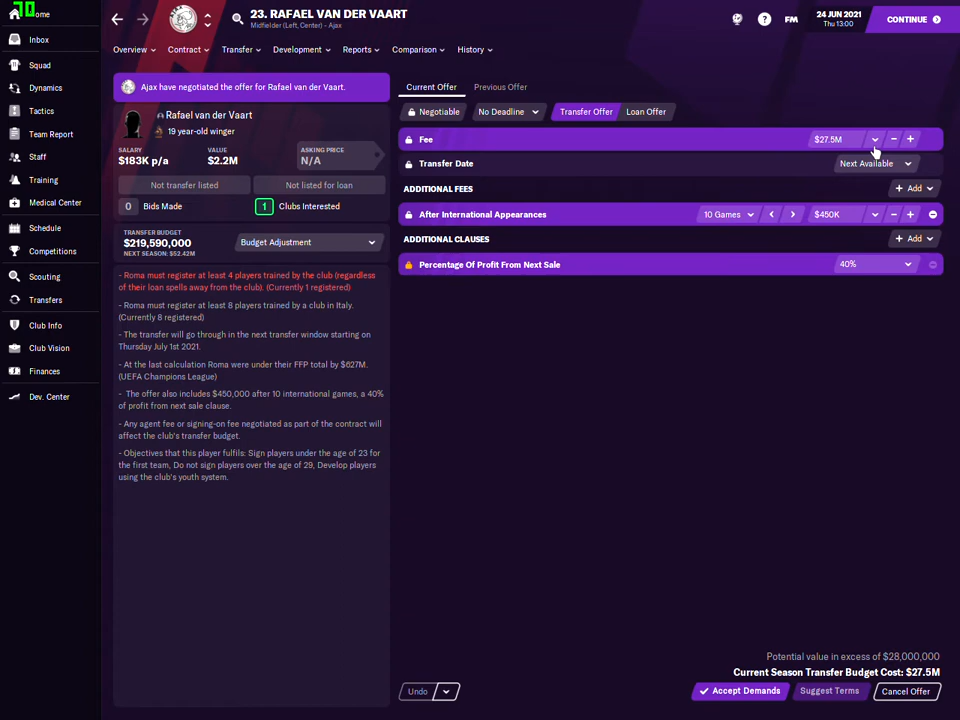 70
ome
Inbox
Squad
Dynamics
Tactics
Team Report
Staff
Training
Medical Center
Schedule
Competitions
Scouting
Transfers
Club Info
Club Vision
Finances
Dev. Center
23. RAFAEL VAN DER VAART
Midfielder (Left, Center) - Ajax
FM
24 JUN 2021
Thu 13:00
CONTINUE
Overview
Contract
Transfer
Development
Reports
Comparison
History
Ajax have negotiated the offer for Rafael van der Vaart.
Rafael van der Vaart
19 year-old winger
SALARY
$183K p/a
VALUE
$2.2M
ASKING PRICE
N/A
Not transfer listed
Not listed for loan
0 Bids Made
1 Clubs Interested
TRANSFER BUDGET
$219,590,000
NEXT SEASON: $52.42M
Budget Adjustment
- Roma must register at least 4 players trained by the club (regardless
of their loan spells away from the club). (Currently 1 registered)
- Roma must register at least 8 players trained by a club in Italy.
(Currently 8 registered)
- The transfer will go through in the next transfer window starting on
Thursday July 1st 2021.
- At the last calculation Roma were under their FFP total by $627M.
(UEFA Champions League)
- The offer also includes $450,000 after 10 international games, a 40%
of profit from next sale clause.
- Any agent fee or signing-on fee negotiated as part of the contract will
affect the club's transfer budget.
- Objectives that this player fulfils: Sign players under the age of 23 for
the first team, Do not sign players over the age of 29, Develop players
using the club's youth system.
Current Offer
Previous Offer
Negotiable
No Deadline
Transfer Offer
Loan Offer
Fee
$27.5M
Transfer Date
Next Available
ADDITIONAL FEES
+ Add
After International Appearances
10 Games
$450K
ADDITIONAL CLAUSES
+ Add
Percentage Of Profit From Next Sale
40%
Potential value in excess of $28,000,000
Current Season Transfer Budget Cost: $27.5M
Undo
Accept Demands
Suggest Terms
Cancel Offer